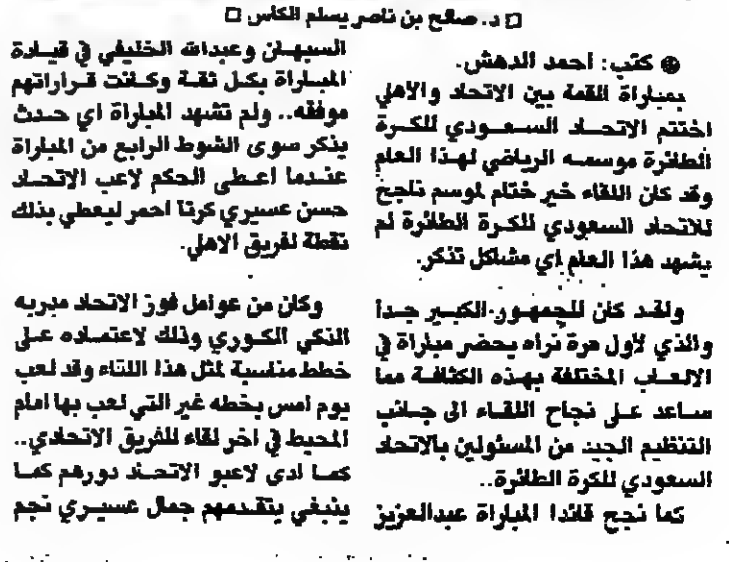 □ د. صالح بن ناصر يسلم الكأس □
● كتب: احمد الدهش.
بمباراة القمة بين الاتحاد والاهلي
اختتم الاتحاد السعودي للكرة
الطائرة موسمه الرياضي لهذا العام
وقد كان اللقاء خير ختام لموسم ناجح
للاتحاد السعودي للكرة الطائرة لم
يشهد هذا العام اي مشاكل تذكر.
ولقد كان للجمهور الكبير جدا
والذي لاول مرة نراه يحضر مباراة في
الالعاب المختلفة بهذه الكثافة مما
ساعد على نجاح اللقاء الى جانب
التنظيم الجيد من المسئولين بالاتحاد
السعودي للكرة الطائرة..
كما نجح قائدا المباراة عبدالعزيز
السبهان وعبدالله الخليفي في قيادة
المباراة بكل ثقة وكانت قراراتهم
موفقه.. ولم تشهد المباراة اي حدث
يذكر سوى الشوط الرابع من المباراة
عندما اعطى الحكم لاعب الاتحاد
حسن عسيري كرتا احمر ليعطي بذلك
نقطة لفريق الاهلي.
وكان من عوامل فوز الاتحاد مدربه
الذكي الكوري وذلك لاعتماده على
خطط مناسبة لمثل هذا اللقاء وقد لعب
يوم امس بخطه غير التي لعب بها امام
المحيط في اخر لقاء للفريق الاتحادي..
كما ادى لاعبو الاتحاد دورهم كما
ينبغي يتقدمهم جمال عسيري نجم